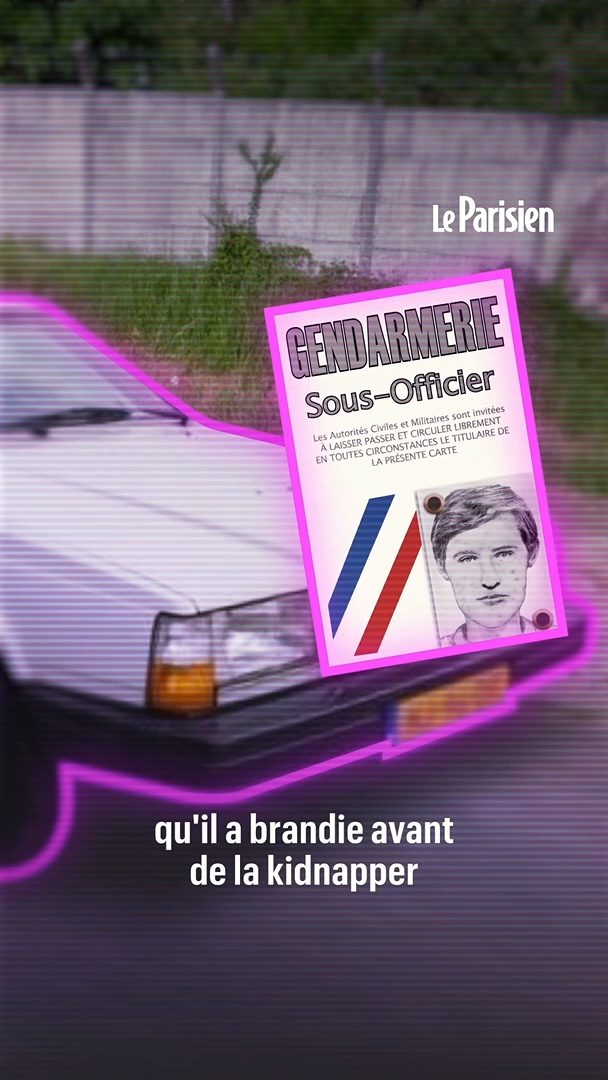 Le Parisien
GENDARMERIE
Sous-Officier
Les Autorités Civiles et Militaires sont invitées
À LAISSER PASSER ET CIRCULER LIBREMENT
EN TOUTES CIRCONSTANCES LE TITULAIRE DE
LA PRÉSENTE CARTE
qu'il a brandie avant
de la kidnapper